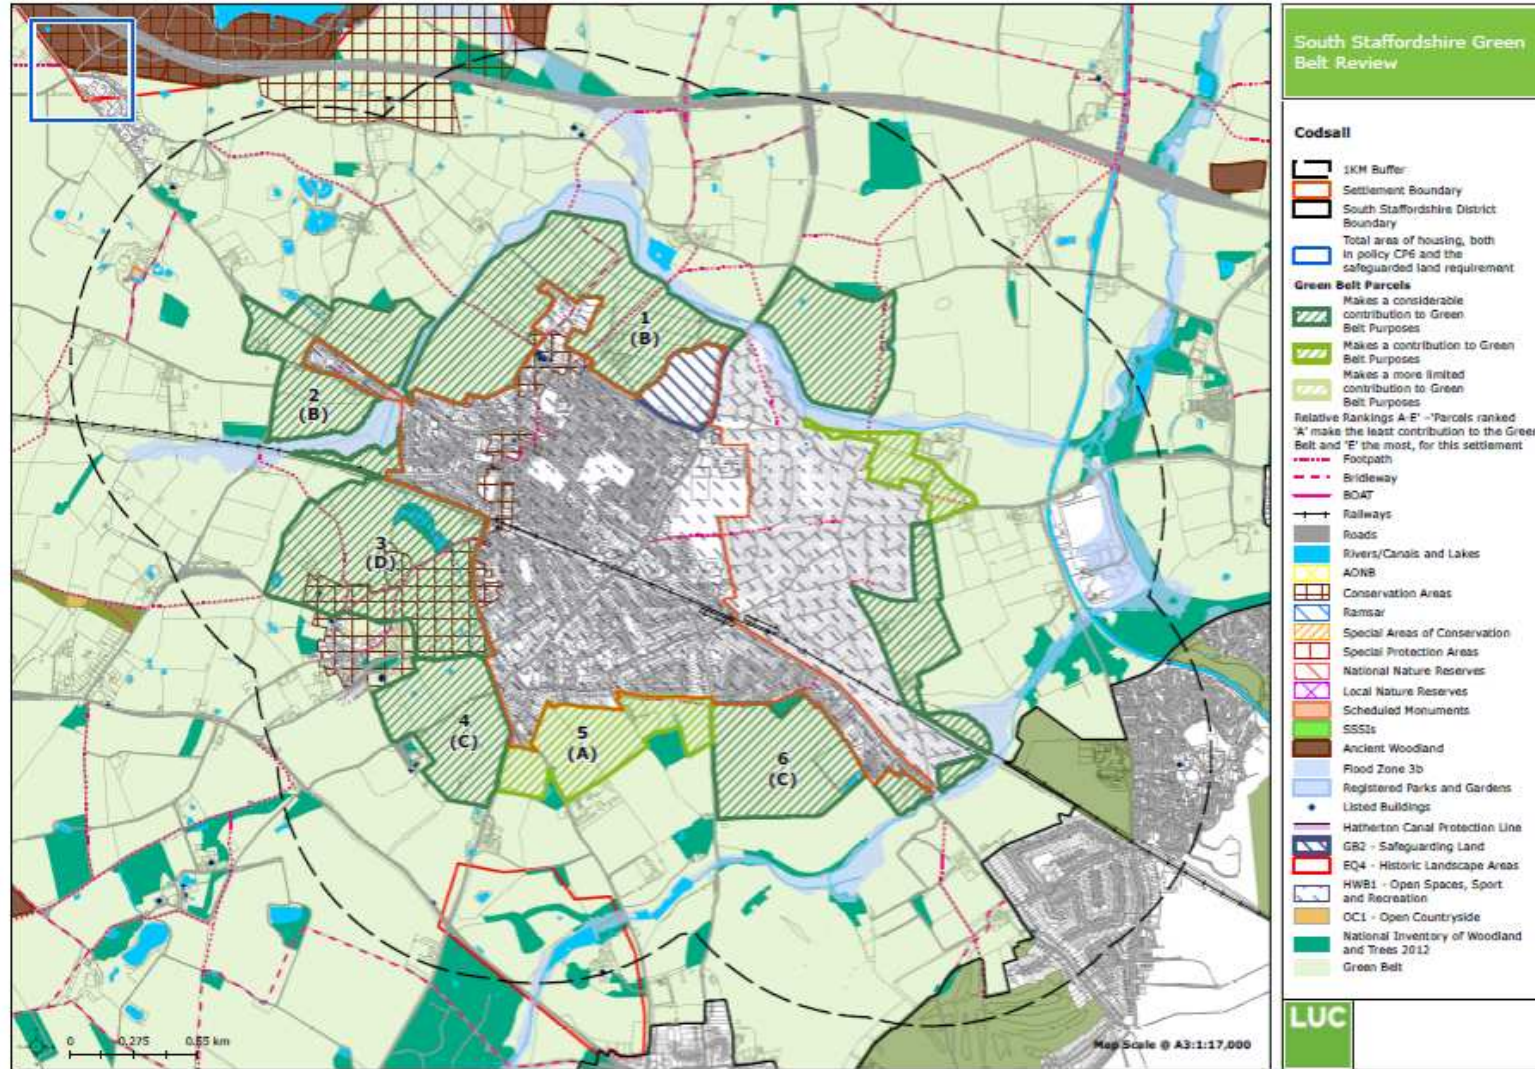 South Staffordshire Green
Belt Review
Codsall
1KM Buffer
Settlement Boundary
South Staffordshire District
Boundary
Total area of housing, both
in policy CP6 and the
safeguarded land requirement
Green Belt Parcels
Makes a considerable
contribution to Green
Belt Purposes
Makes a contribution to Green
Belt Purposes
Makes a more limited
contribution to Green
Belt Purposes
Relative Rankings A-E' -'Parcels ranked
'A' make the least contribution to the Green
Belt and 'E' the most, for this settlement
Footpath
Bridleway
BOAT
Railways
Roads
Rivers/Canals and Lakes
AONB
Conservation Areas
Ramsar
Special Areas of Conservation
Special Protection Areas
National Nature Reserves
Local Nature Reserves
Scheduled Monuments
SSSIs
Ancient Woodland
Flood Zone 3b
Registered Parks and Gardens
Listed Buildings
Hatherton Canal Protection Line
GB2 - Safeguarding Land
EQ4 - Historic Landscape Areas
HWB1 - Open Spaces, Sport
and Recreation
OC1 - Open Countryside
National Inventory of Woodland
and Trees 2012
Green Belt
LUC
1
(B)
2
(B)
3
(D)
4
(C)
5
(A)
6
(C)
0 0.275 0.55 km
Map Scale @ A3:1:17,000